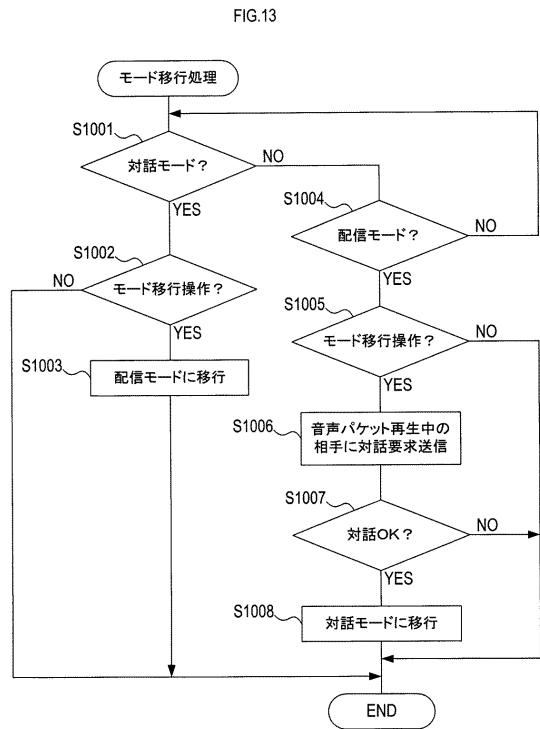 FIG.13
モード移行処理
S1001
対話モード?
NO
YES
S1002
モード移行操作?
NO
YES
S1003
配信モードに移行
S1004
配信モード?
NO
YES
S1005
モード移行操作?
NO
YES
S1006
音声パケット再生中の
相手に対話要求送信
S1007
対話OK?
NO
YES
S1008
対話モードに移行
END